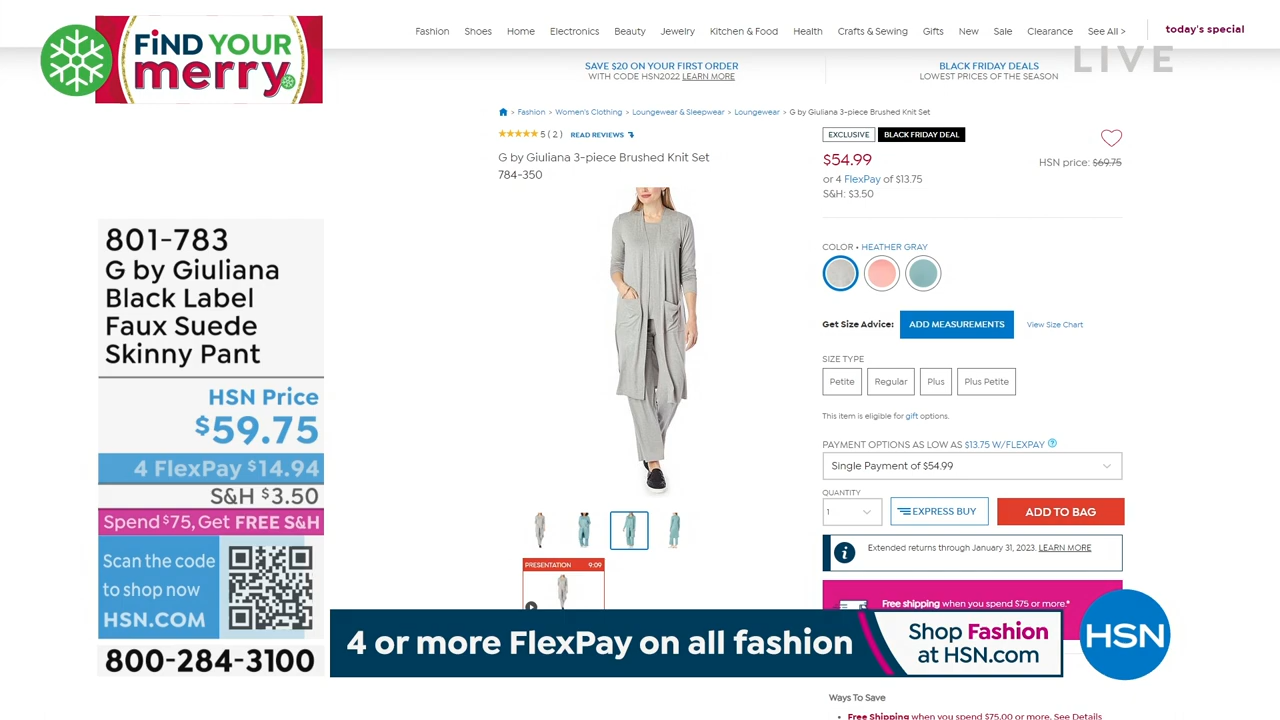 FiND YOUR
merry
Fashion Shoes Home Electronics Beauty Jewelry Kitchen & Food Health Crafts & Sewing Gifts New Sale Clearance See All > today's special
LIVE
SAVE $20 ON YOUR FIRST ORDER
WITH CODE HSN2022 LEARN MORE
BLACK FRIDAY DEALS
LOWEST PRICES OF THE SEASON
> Fashion > Women's Clothing > Loungewear & Sleepwear > Loungewear > G by Giuliana 3-piece Brushed Knit Set
5 ( 2 ) READ REVIEWS
G by Giuliana 3-piece Brushed Knit Set
784-350
EXCLUSIVE BLACK FRIDAY DEAL
$54.99
HSN price: $69.75
or 4 FlexPay of $13.75
S&H: $3.50
COLOR • HEATHER GRAY
Get Size Advice: ADD MEASUREMENTS View Size Chart
SIZE TYPE
Petite Regular Plus Plus Petite
This item is eligible for gift options.
PAYMENT OPTIONS AS LOW AS $13.75 W/FLEXPAY ?
Single Payment of $54.99
QUANTITY
1 EXPRESS BUY ADD TO BAG
i Extended returns through January 31, 2023. LEARN MORE
Free shipping when you spend $75 or more.*
PRESENTATION 9:09
801-783
G by Giuliana
Black Label
Faux Suede
Skinny Pant
HSN Price
$59.75
4 FlexPay $14.94
S&H $3.50
Spend $75, Get FREE S&H
Scan the code
to shop now
HSN.COM
800-284-3100
4 or more FlexPay on all fashion
Shop Fashion
at HSN.com
HSN
Ways To Save
• Free Shipping when you spend $75.00 or more. See Details